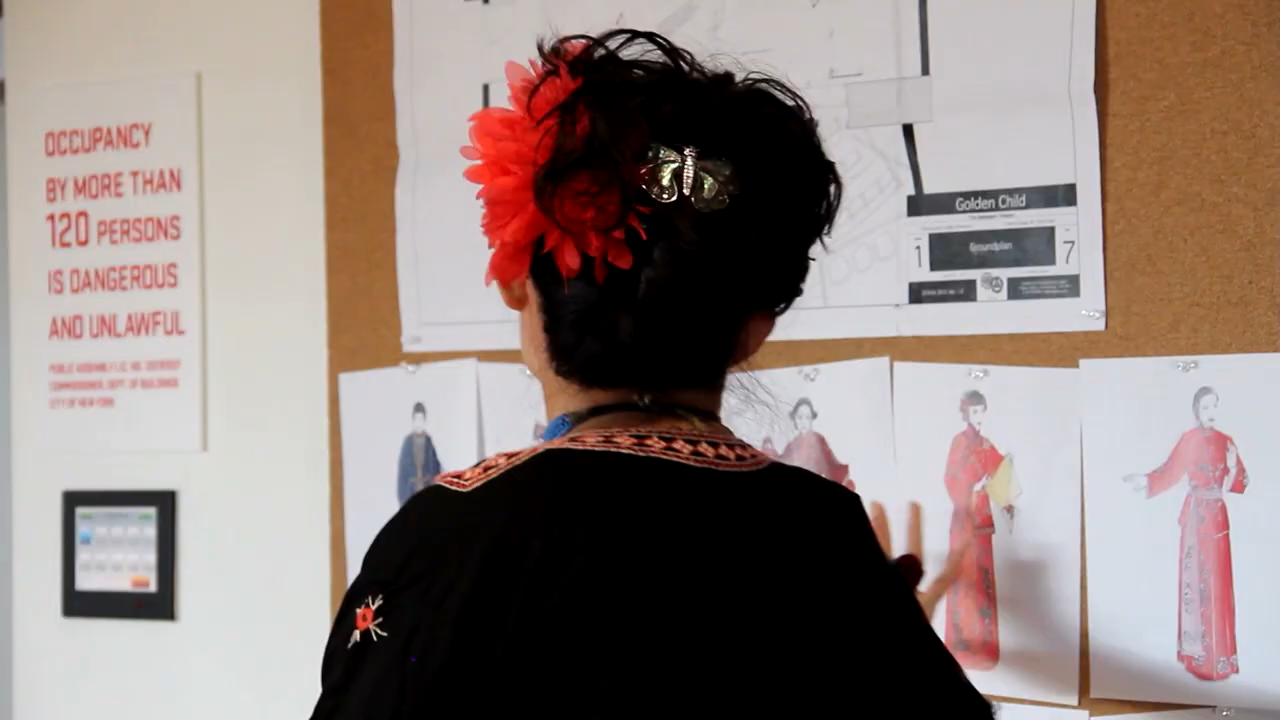 OCCUPANCY
BY MORE THAN
120 PERSONS
IS DANGEROUS
AND UNLAWFUL
COMMISSIONER, DEPT. OF BUILDINGS
CITY OF NEW YORK
Golden Child
1
Groundplan
7